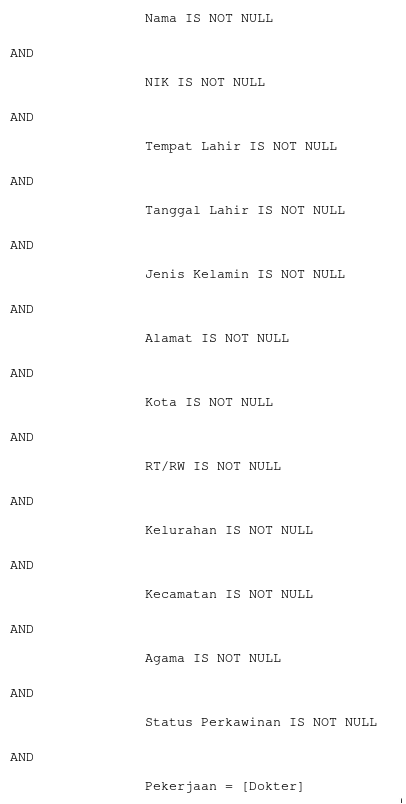 Nama IS NOT NULL
AND
NIK IS NOT NULL
AND
Tempat Lahir IS NOT NULL
AND
Tanggal Lahir IS NOT NULL
AND
Jenis Kelamin IS NOT NULL
AND
Alamat IS NOT NULL
AND
Kota IS NOT NULL
AND
RT/RW IS NOT NULL
AND
Kelurahan IS NOT NULL
AND
Kecamatan IS NOT NULL
AND
Agama IS NOT NULL
AND
Status Perkawinan IS NOT NULL
AND
Pekerjaan = [Dokter]